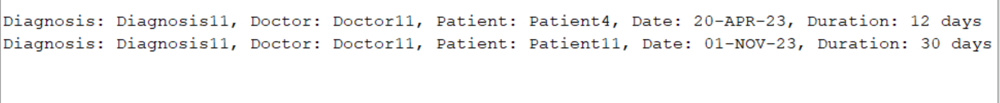 Diagnosis: Diagnosis11, Doctor: Doctor11, Patient: Patient4, Date: 20-APR-23, Duration: 12 days
Diagnosis: Diagnosis11, Doctor: Doctor11, Patient: Patient11, Date: 01-NOV-23, Duration: 30 days